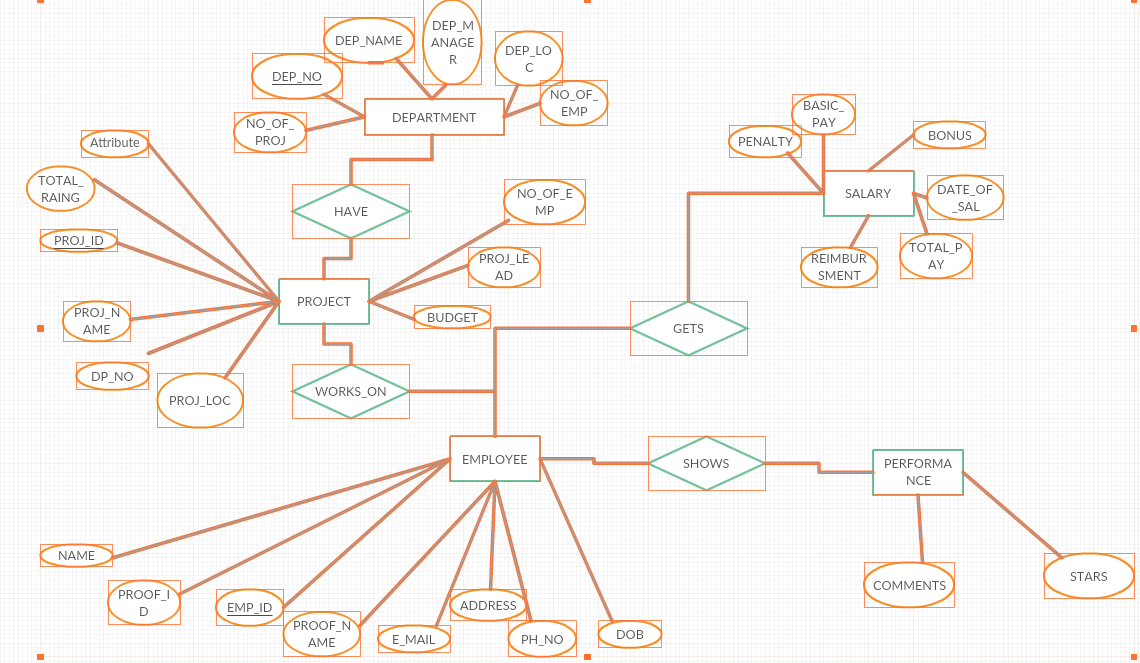 DEP_M
ANAGE
R
DEP_NAME
DEP_LO
C
DEP_NO
NO_OF_
EMP
DEPARTMENT
NO_OF_
PROJ
Attribute
TOTAL_
RAING
PROJ_ID
PROJ_N
AME
DP_NO
PROJ_LOC
HAVE
NO_OF_E
MP
PROJ_LE
AD
BUDGET
PROJECT
WORKS_ON
BASIC_
PAY
PENALTY
BONUS
SALARY
DATE_OF
_SAL
TOTAL_P
AY
REIMBUR
SMENT
GETS
EMPLOYEE
SHOWS
PERFORMA
NCE
NAME
PROOF_I
D
EMP_ID
PROOF_N
AME
E_MAIL
ADDRESS
PH_NO
DOB
COMMENTS
STARS